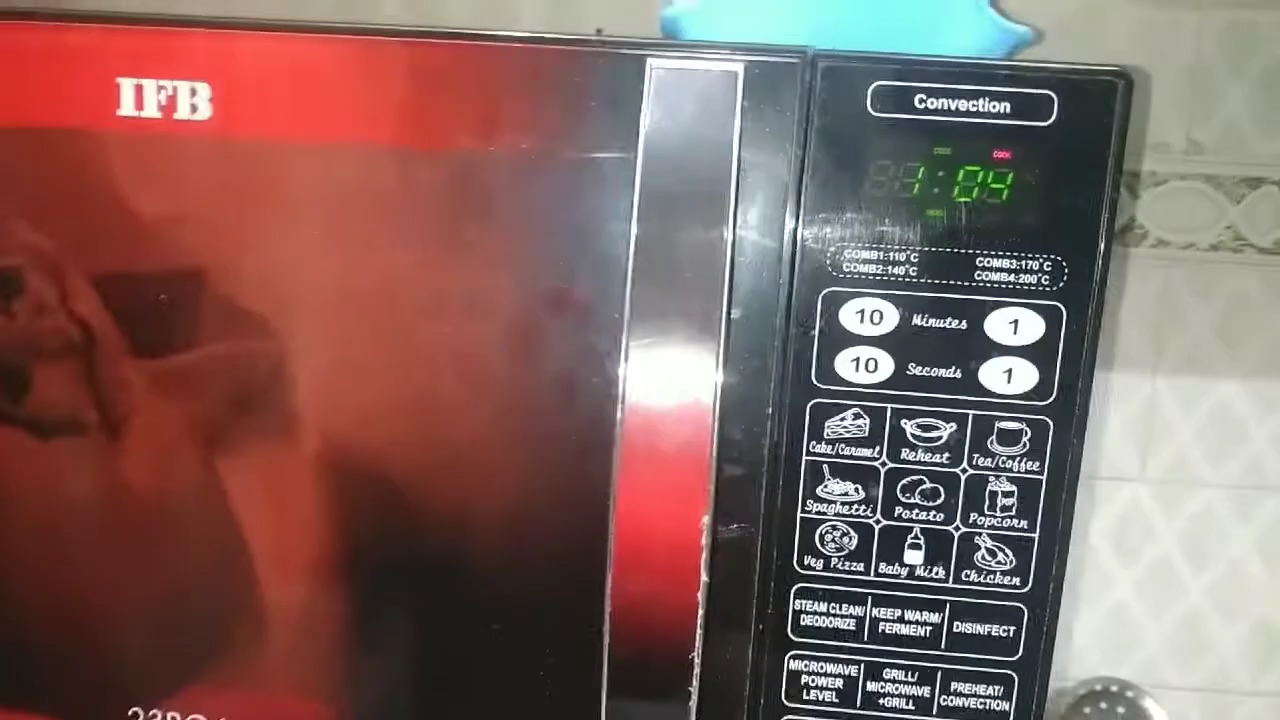 IFB
Convection
COOK
1:04
COMB1:110°C COMB3:170°C
COMB2:140°C COMB4:200°C
10 Minutes 1
10 Seconds 1
Cake/Caramel Reheat Tea/Coffee
Spaghetti Potato Popcorn
POP
Veg Pizza Baby Milk Chicken
STEAM CLEAN/
DEODORIZE
KEEP WARM/
FERMENT
DISINFECT
MICROWAVE
POWER
LEVEL
GRILL/
MICROWAVE
+GRILL
PREHEAT/
CONVECTION